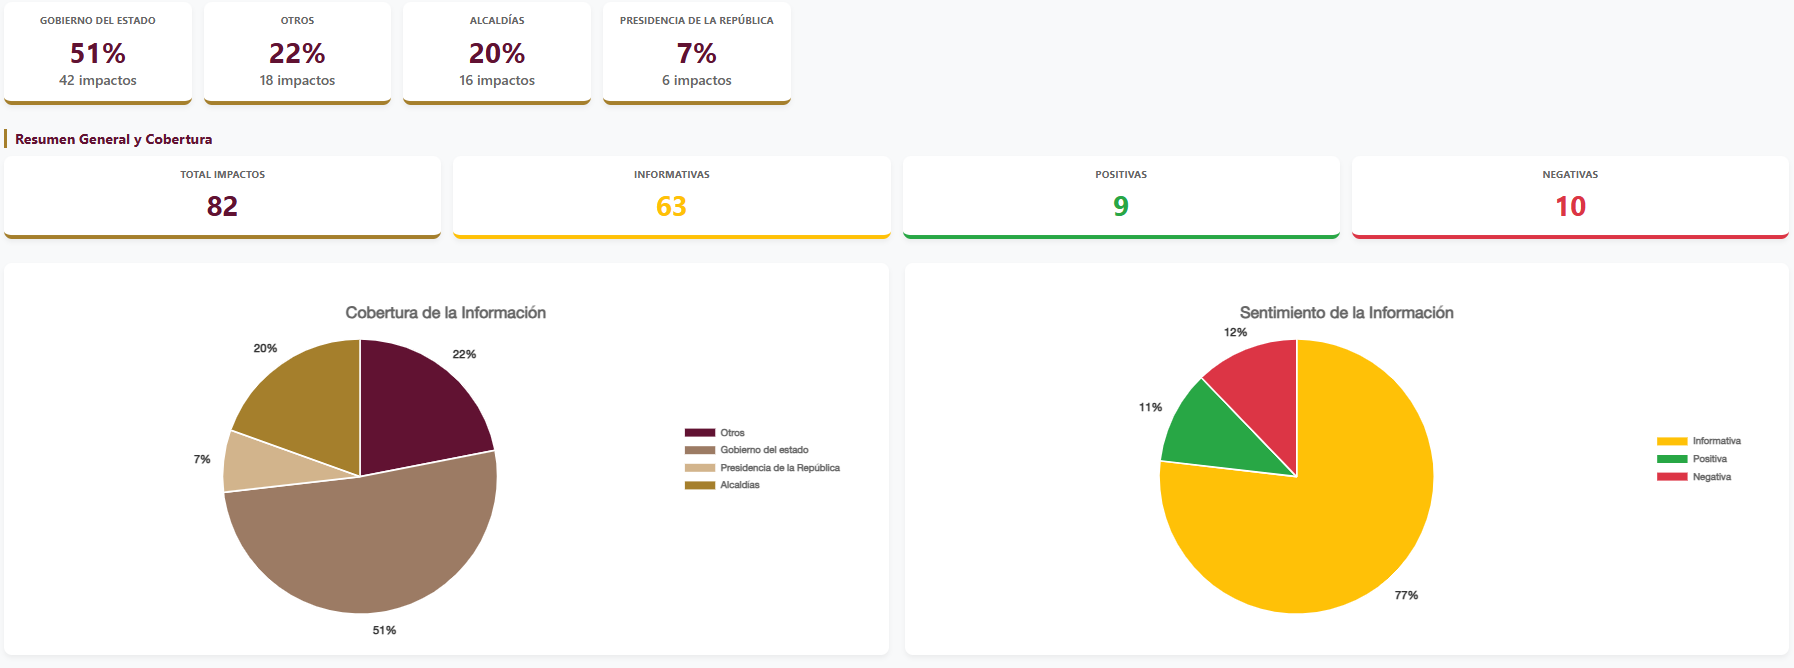 GOBIERNO DEL ESTADO
51%
42 impactos
OTROS
22%
18 impactos
ALCALDÍAS
20%
16 impactos
PRESIDENCIA DE LA REPÚBLICA
7%
6 impactos
Resumen General y Cobertura
TOTAL IMPACTOS
82
INFORMATIVAS
63
POSITIVAS
9
NEGATIVAS
10
Cobertura de la Información
20%
22%
7%
51%
Otros
Gobierno del estado
Presidencia de la República
Alcaldías
Sentimiento de la Información
12%
11%
77%
Informativa
Positiva
Negativa